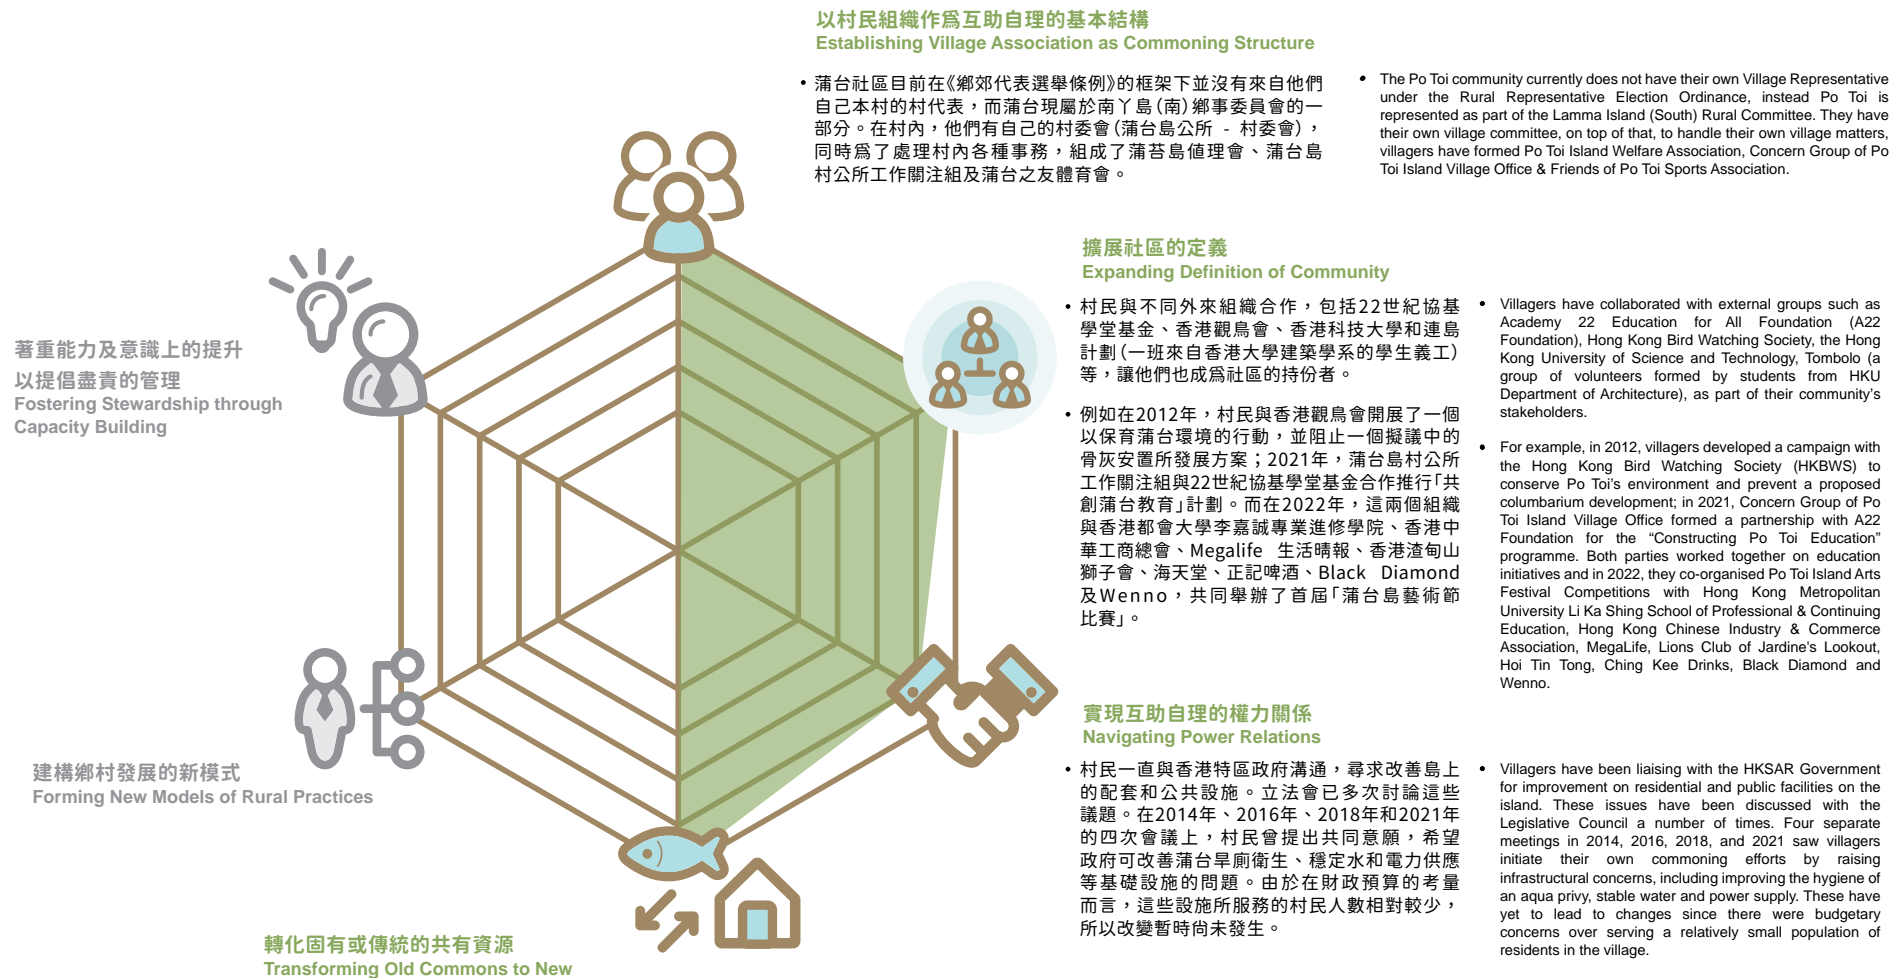 以村民組織作為互助自理的基本結構
Establishing Village Association as Commoning Structure
• 蒲台社區目前在《鄉郊代表選舉條例》的框架下並沒有來自他們
自己本村的村代表，而蒲台現屬於南丫島（南）鄉事委員會的一
部分。在村內，他們有自己的村委會（蒲台島公所 - 村委會），
同時為了處理村內各種事務，組成了蒲苔島值理會、蒲台島
村公所工作關注組及蒲台之友體育會。
• The Po Toi community currently does not have their own Village Representative
under the Rural Representative Election Ordinance, instead Po Toi is
represented as part of the Lamma Island (South) Rural Committee. They have
their own village committee, on top of that, to handle their own village matters,
villagers have formed Po Toi Island Welfare Association, Concern Group of Po
Toi Island Village Office & Friends of Po Toi Sports Association.
擴展社區的定義
Expanding Definition of Community
• 村民與不同外來組織合作，包括22世紀協基
學堂基金、香港觀鳥會、香港科技大學和連島
計劃（一班來自香港大學建築學系的學生義工）
等，讓他們也成為社區的持份者。
• 例如在2012年，村民與香港觀鳥會開展了一個
以保育蒲台環境的行動，並阻止一個擬議中的
骨灰安置所發展方案；2021年，蒲台島村公所
工作關注組與22世紀協基學堂基金合作推行「共
創蒲台教育」計劃。而在2022年，這兩個組織
與香港都會大學李嘉誠專業進修學院、香港中
華工商總會、Megalife 生活晴報、香港渣甸山
獅子會、海天堂、正記啤酒、Black Diamond
及Wenno，共同舉辦了首屆「蒲台島藝術節
比賽」。
• Villagers have collaborated with external groups such as
Academy 22 Education for All Foundation (A22
Foundation), Hong Kong Bird Watching Society, the Hong
Kong University of Science and Technology, Tombolo (a
group of volunteers formed by students from HKU
Department of Architecture), as part of their community’s
stakeholders.
• For example, in 2012, villagers developed a campaign with
the Hong Kong Bird Watching Society (HKBWS) to
conserve Po Toi’s environment and prevent a proposed
columbarium development; in 2021, Concern Group of Po
Toi Island Village Office formed a partnership with A22
Foundation for the “Constructing Po Toi Education”
programme. Both parties worked together on education
initiatives and in 2022, they co-organised Po Toi Island Arts
Festival Competitions with Hong Kong Metropolitan
University Li Ka Shing School of Professional & Continuing
Education, Hong Kong Chinese Industry & Commerce
Association, MegaLife, Lions Club of Jardine’s Lookout,
Hoi Tin Tong, Ching Kee Drinks, Black Diamond and
Wenno.
實現互助自理的權力關係
Navigating Power Relations
• 村民一直與香港特區政府溝通，尋求改善島上
的配套和公共設施。立法會已多次討論這些
議題。在2014年、2016年、2018年和2021年
的四次會議上，村民曾提出共同意願，希望
政府可改善蒲台旱廁衛生、穩定水和電力供應
等基礎設施的問題。由於在財政預算的考量
而言，這些設施所服務的村民人數相對較少，
所以改變暫時尚未發生。
• Villagers have been liaising with the HKSAR Government
for improvement on residential and public facilities on the
island. These issues have been discussed with the
Legislative Council a number of times. Four separate
meetings in 2014, 2016, 2018, and 2021 saw villagers
initiate their own commoning efforts by raising
infrastructural concerns, including improving the hygiene of
an aqua privy, stable water and power supply. These have
yet to lead to changes since there were budgetary
concerns over serving a relatively small population of
residents in the village.
著重能力及意識上的提升
以提倡盡責的管理
Fostering Stewardship through
Capacity Building
建構鄉村發展的新模式
Forming New Models of Rural Practices
轉化固有或傳統的共有資源
Transforming Old Commons to New